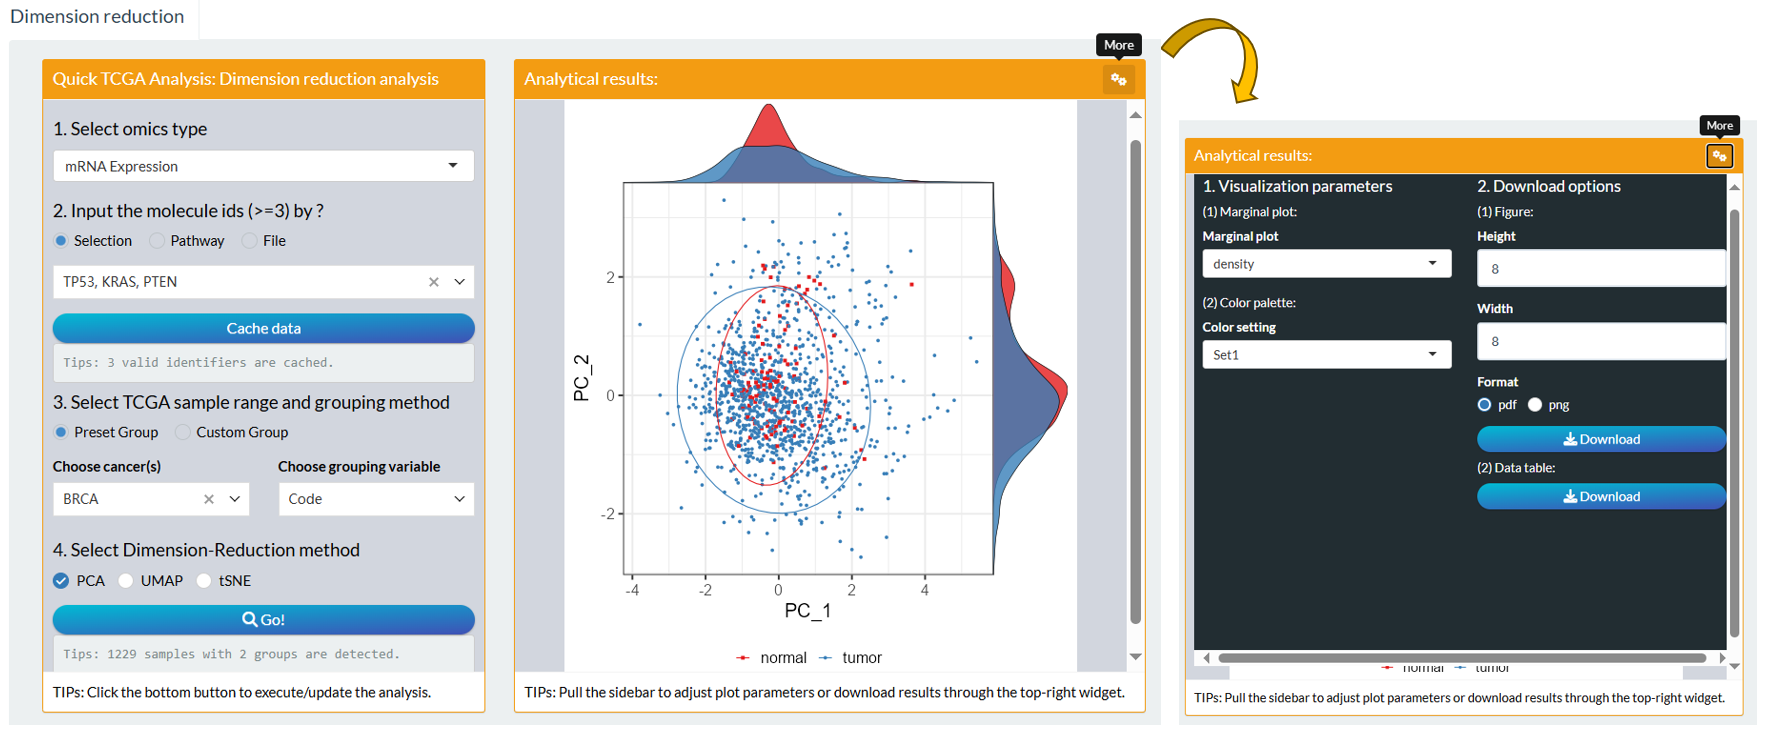 Dimension reduction
More
Quick TCGA Analysis: Dimension reduction analysis
1. Select omics type
mRNA Expression
2. Input the molecule ids (>=3) by ?
Selection Pathway File
TP53, KRAS, PTEN
Cache data
Tips: 3 valid identifiers are cached.
3. Select TCGA sample range and grouping method
Preset Group Custom Group
Choose cancer(s) Choose grouping variable
BRCA Code
4. Select Dimension-Reduction method
PCA UMAP tSNE
Go!
Tips: 1229 samples with 2 groups are detected.
TIPs: Click the bottom button to execute/update the analysis.
Analytical results:
2
0
-2
PC_2
-4 -2 0 2 4
PC_1
normal tumor
TIPs: Pull the sidebar to adjust plot parameters or download results through the top-right widget.
More
Analytical results:
1. Visualization parameters
(1) Marginal plot:
Marginal plot
density
(2) Color palette:
Color setting
Set1
2. Download options
(1) Figure:
Height
8
Width
8
Format
pdf png
Download
(2) Data table:
Download
normal tumor
TIPs: Pull the sidebar to adjust plot parameters or download results through the top-right widget.